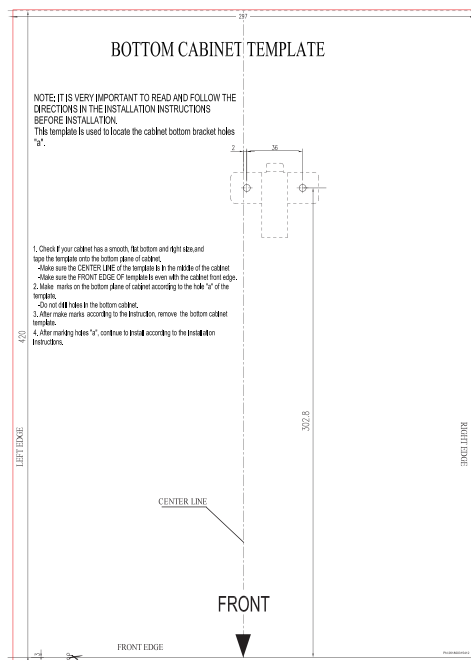 297
BOTTOM CABINET TEMPLATE
NOTE: IT IS VERY IMPORTANT TO READ AND FOLLOW THE
DIRECTIONS IN THE INSTALLATION INSTRUCTIONS
BEFORE INSTALLATION.
This template is used to locate the cabinet bottom bracket holes
"a".
2
36
1. Check if your cabinet has a smooth, flat bottom and right size,and
tape the template onto the bottom plane of cabinet.
-Make sure the CENTER LINE of the template is in the middle of the cabinet
-Make sure the FRONT EDGE OF template is even with the cabinet front edge.
2. Make marks on the bottom plane of cabinet according to the hole "a" of the
template.
-Do not drill holes in the bottom cabinet.
3. After make marks according to the instruction, remove the bottom cabinet
template.
4. After marking holes "a", continue to install according to the installation
instructions.
420
302.8
LEFT EDGE
RIGHT EDGE
CENTER LINE
FRONT
FRONT EDGE
3